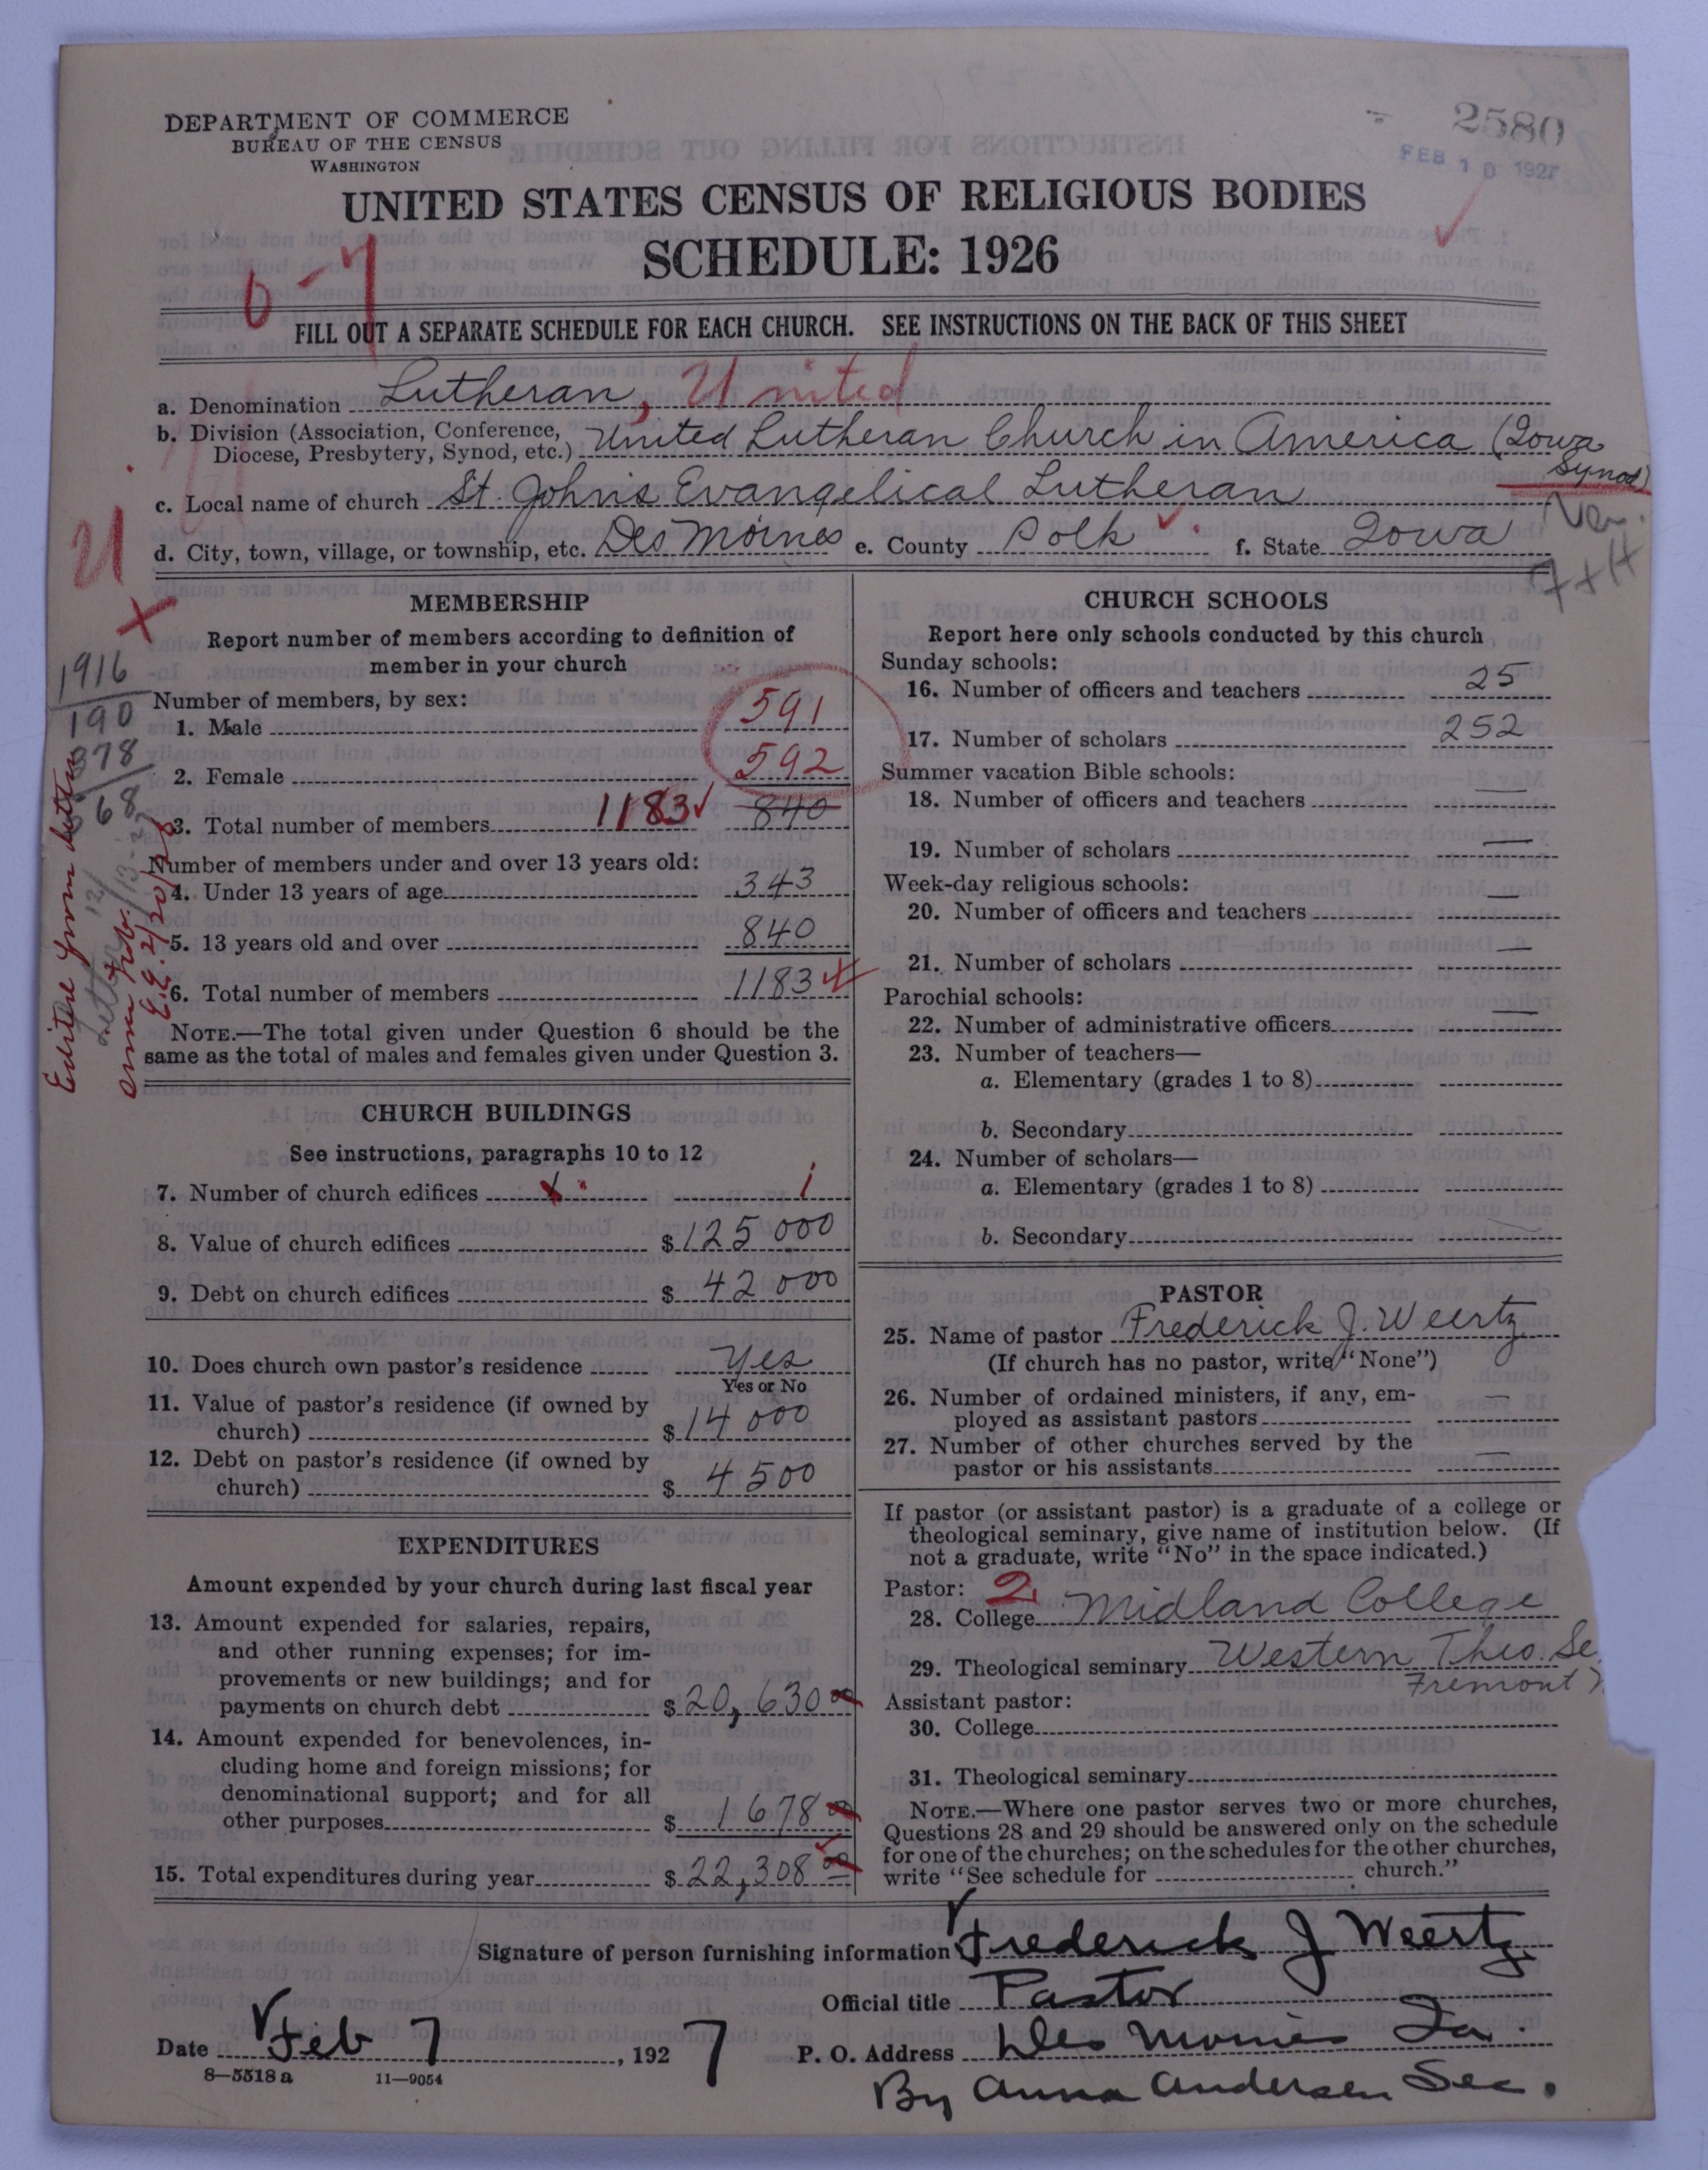 DEPARTMENT OF COMMERCE
BUREAU OF THE CENSUS
WASHINGTON
2580
FEB 10 1927
UNITED STATES CENSUS OF RELIGIOUS BODIES
SCHEDULE: 1926
FILL OUT A SEPARATE SCHEDULE FOR EACH CHURCH. SEE INSTRUCTIONS ON THE BACK OF THIS SHEET
a. Denomination Lutheran, United
b. Division (Association, Conference, Diocese, Presbytery, Synod, etc.) United Lutheran Church in America (Iowa Synod)
c. Local name of church St. John's Evangelical Lutheran
d. City, town, village, or township, etc. Des Moines e. County Polk f. State Iowa
MEMBERSHIP
Report number of members according to definition of
member in your church
1916
190
878
68
Number of members, by sex:
1. Male 591
2. Female 592
3. Total number of members 1183 840
Number of members under and over 13 years old:
4. Under 13 years of age 343
5. 13 years old and over 840
6. Total number of members 1183
NOTE.—The total given under Question 6 should be the
same as the total of males and females given under Question 3.
CHURCH BUILDINGS
See instructions, paragraphs 10 to 12
7. Number of church edifices 1
8. Value of church edifices $125 000
9. Debt on church edifices $ 42 000
10. Does church own pastor's residence Yes
Yes or No
11. Value of pastor's residence (if owned by
church) $14 000
12. Debt on pastor's residence (if owned by
church) $ 4500
EXPENDITURES
Amount expended by your church during last fiscal year
13. Amount expended for salaries, repairs,
and other running expenses; for im-
provements or new buildings; and for
payments on church debt $20,630 00
14. Amount expended for benevolences, in-
cluding home and foreign missions; for
denominational support; and for all
other purposes $ 1678 00
15. Total expenditures during year $22,308 00
CHURCH SCHOOLS
Report here only schools conducted by this church
Sunday schools:
16. Number of officers and teachers 25
17. Number of scholars 252
Summer vacation Bible schools:
18. Number of officers and teachers —
19. Number of scholars —
Week-day religious schools:
20. Number of officers and teachers —
21. Number of scholars —
Parochial schools:
22. Number of administrative officers —
23. Number of teachers—
a. Elementary (grades 1 to 8)
b. Secondary
24. Number of scholars—
a. Elementary (grades 1 to 8)
b. Secondary
PASTOR
25. Name of pastor Frederick J. Weertz
(If church has no pastor, write "None")
26. Number of ordained ministers, if any, em-
ployed as assistant pastors —
27. Number of other churches served by the
pastor or his assistants —
If pastor (or assistant pastor) is a graduate of a college or
theological seminary, give name of institution below. (If
not a graduate, write "No" in the space indicated.)
Pastor: 2
28. College Midland College
29. Theological seminary Western Theo. Se
Fremont
Assistant pastor:
30. College
31. Theological seminary
NOTE.—Where one pastor serves two or more churches,
Questions 28 and 29 should be answered only on the schedule
for one of the churches; on the schedules for the other churches,
write "See schedule for church."
Signature of person furnishing information Frederick J Weertz
Official title Pastor
Date Feb 7, 1927
P. O. Address Des Moines Ia.
By Anna Andersen Sec.
8—5518 a 11—9054